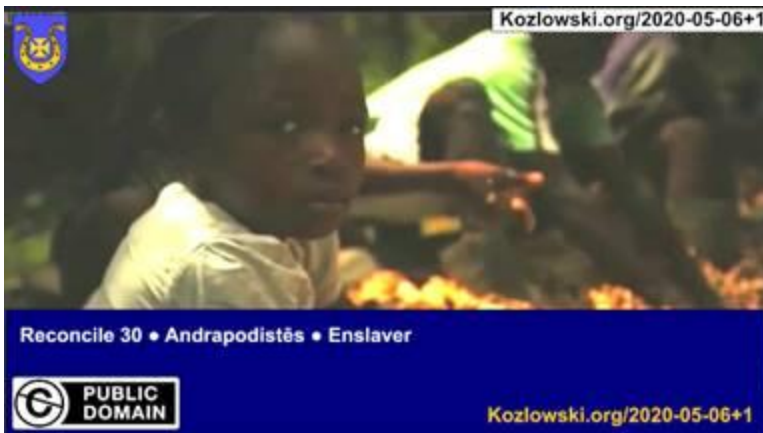 Kozlowski.org/2020-05-06+1
Reconcile 30 ● Andrapodistēs ● Enslaver
PUBLIC
DOMAIN
Kozlowski.org/2020-05-06+1